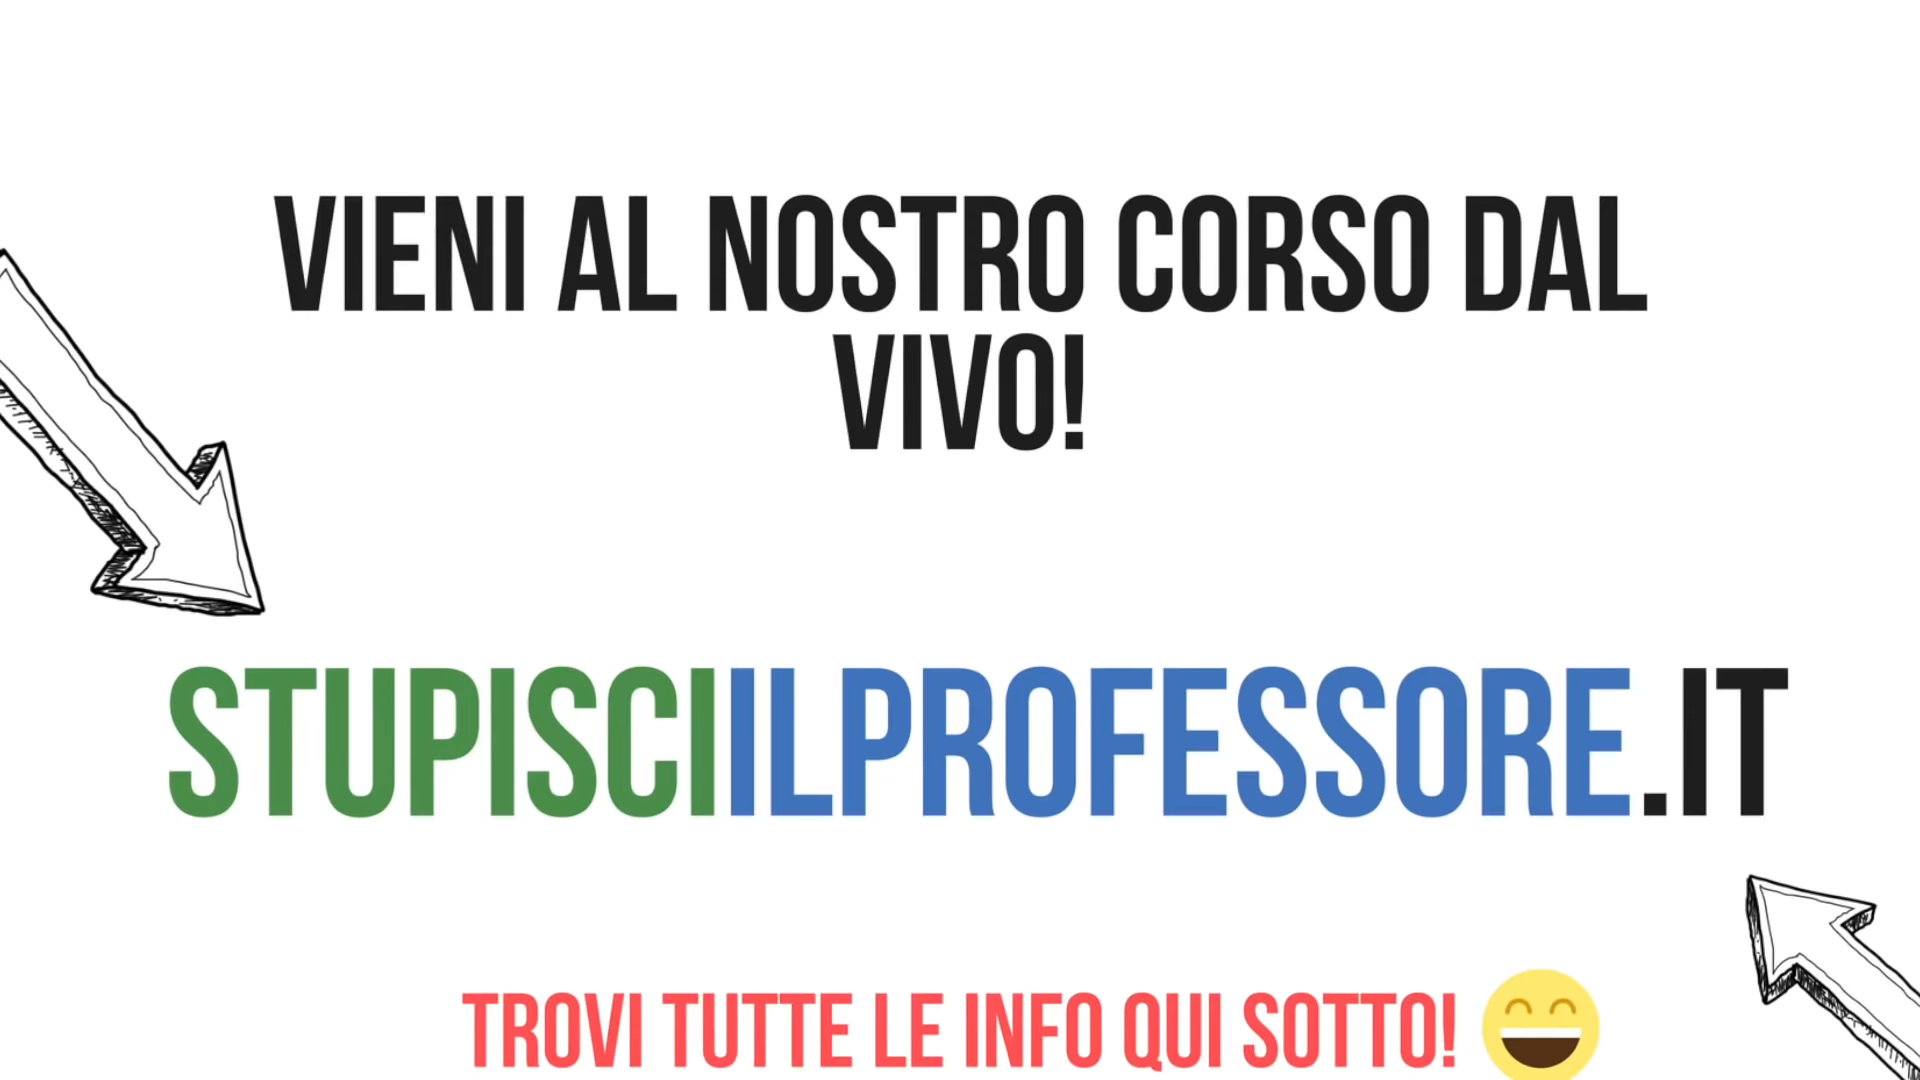 VIENI AL NOSTRO CORSO DAL
VIVO!
STUPISCIILPROFESSORE.IT
TROVI TUTTE LE INFO QUI SOTTO!